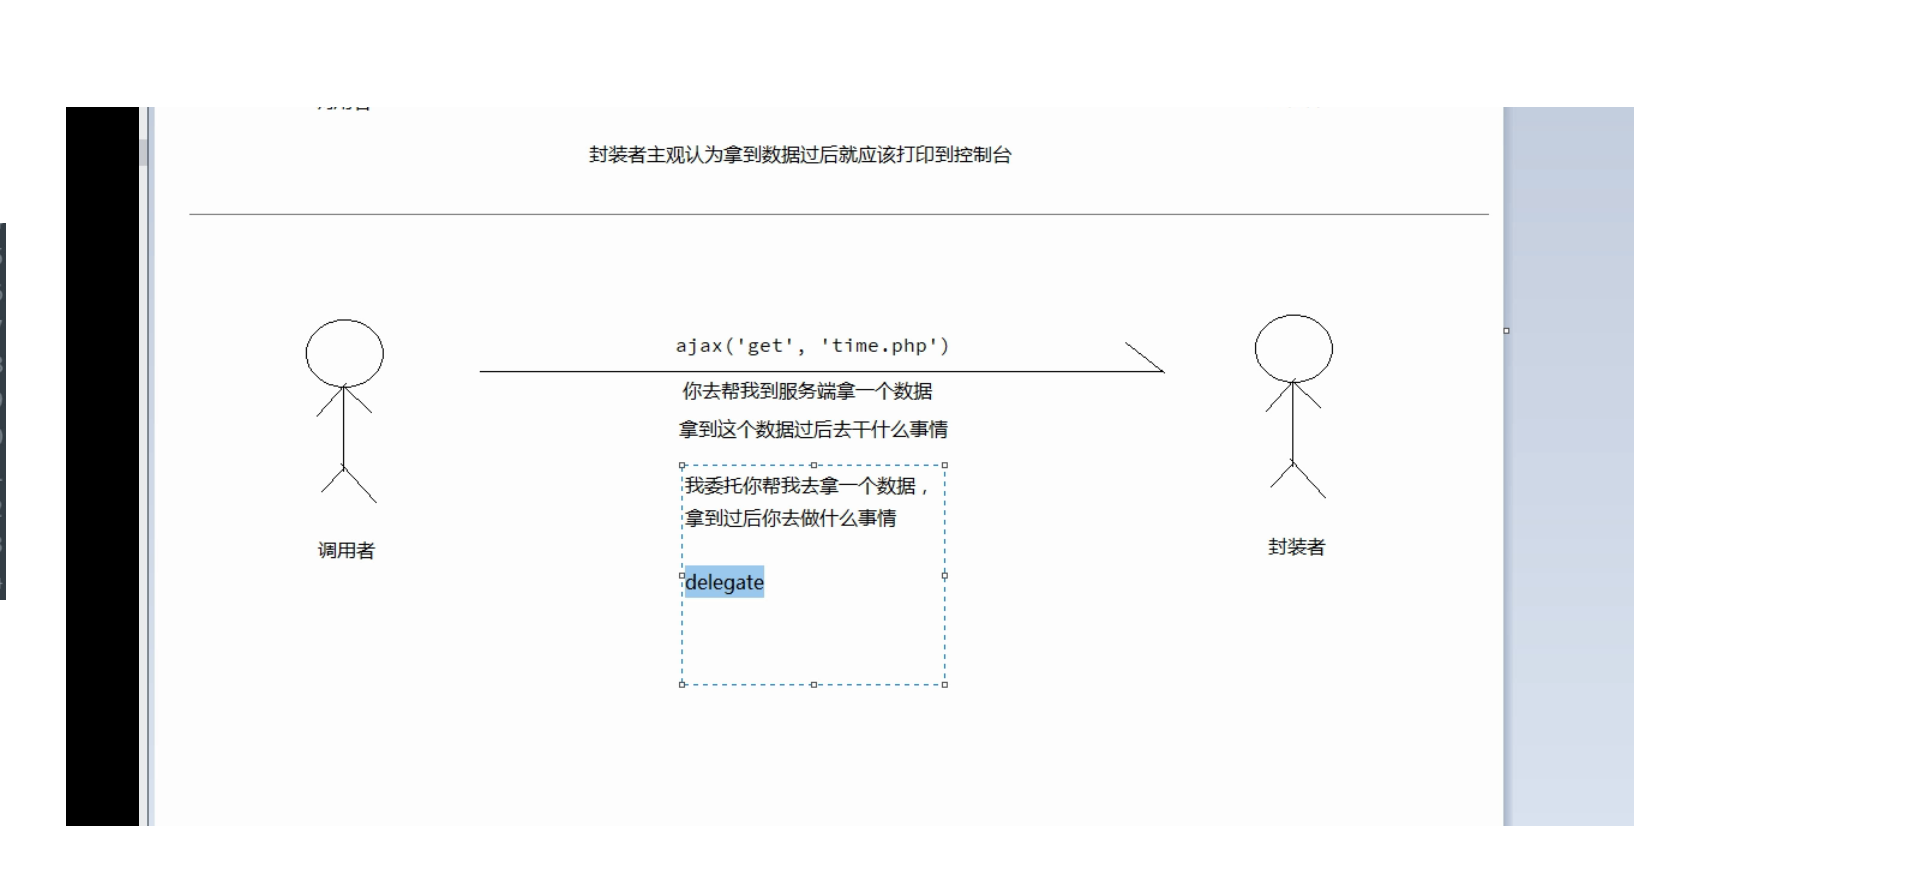 封装者主观认为拿到数据过后就应该打印到控制台
ajax('get', 'time.php')
你去帮我到服务端拿一个数据
拿到这个数据过后去干什么事情
我委托你帮我去拿一个数据，
拿到过后你去做什么事情
delegate
调用者
封装者